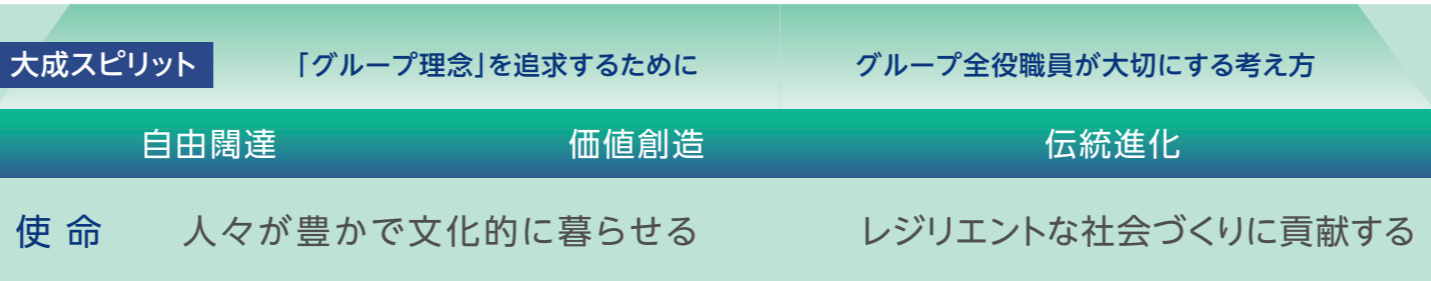 大成スピリット 「グループ理念」を追求するために グループ全役職員が大切にする考え方
自由闊達 価値創造 伝統進化
使命 人々が豊かで文化的に暮らせる レジリエントな社会づくりに貢献する